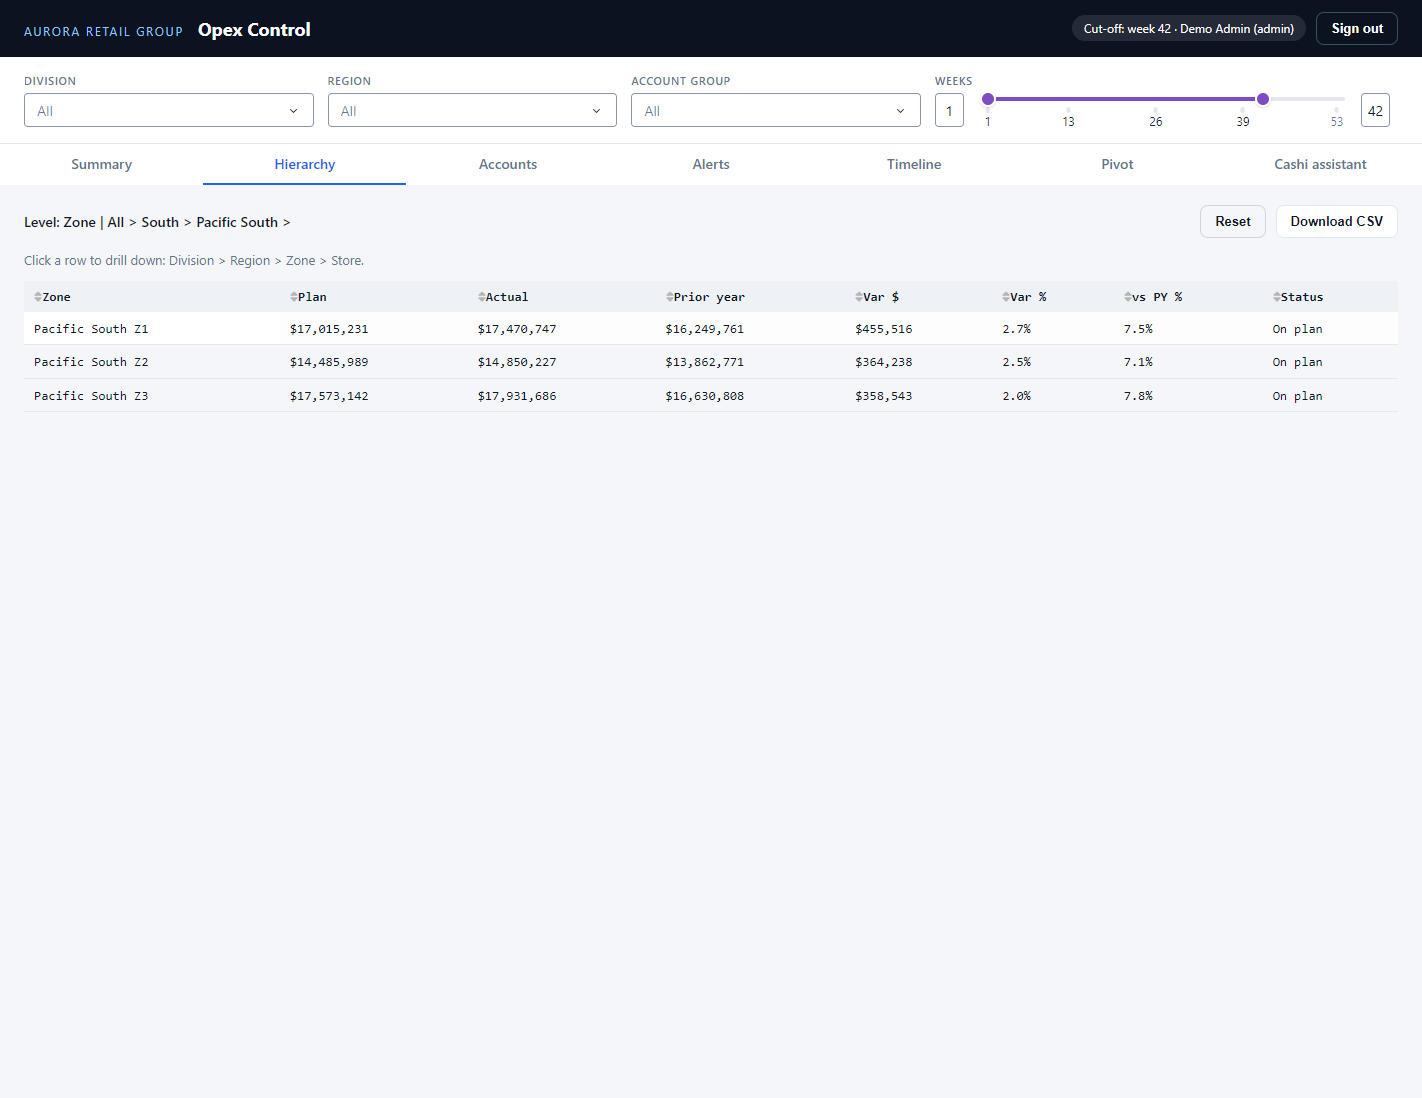 AURORA RETAIL GROUP Opex Control
Cut-off: week 42 · Demo Admin (admin)
Sign out
DIVISION
REGION
ACCOUNT GROUP
WEEKS
All
All
All
1
1 13 26 39 53
42
Summary
Hierarchy
Accounts
Alerts
Timeline
Pivot
Cashi assistant
Level: Zone | All > South > Pacific South >
Reset
Download CSV
Click a row to drill down: Division > Region > Zone > Store.
Zone Plan Actual Prior year Var $ Var % vs PY % Status
Pacific South Z1 $17,015,231 $17,470,747 $16,249,761 $455,516 2.7% 7.5% On plan
Pacific South Z2 $14,485,989 $14,850,227 $13,862,771 $364,238 2.5% 7.1% On plan
Pacific South Z3 $17,573,142 $17,931,686 $16,630,808 $358,543 2.0% 7.8% On plan